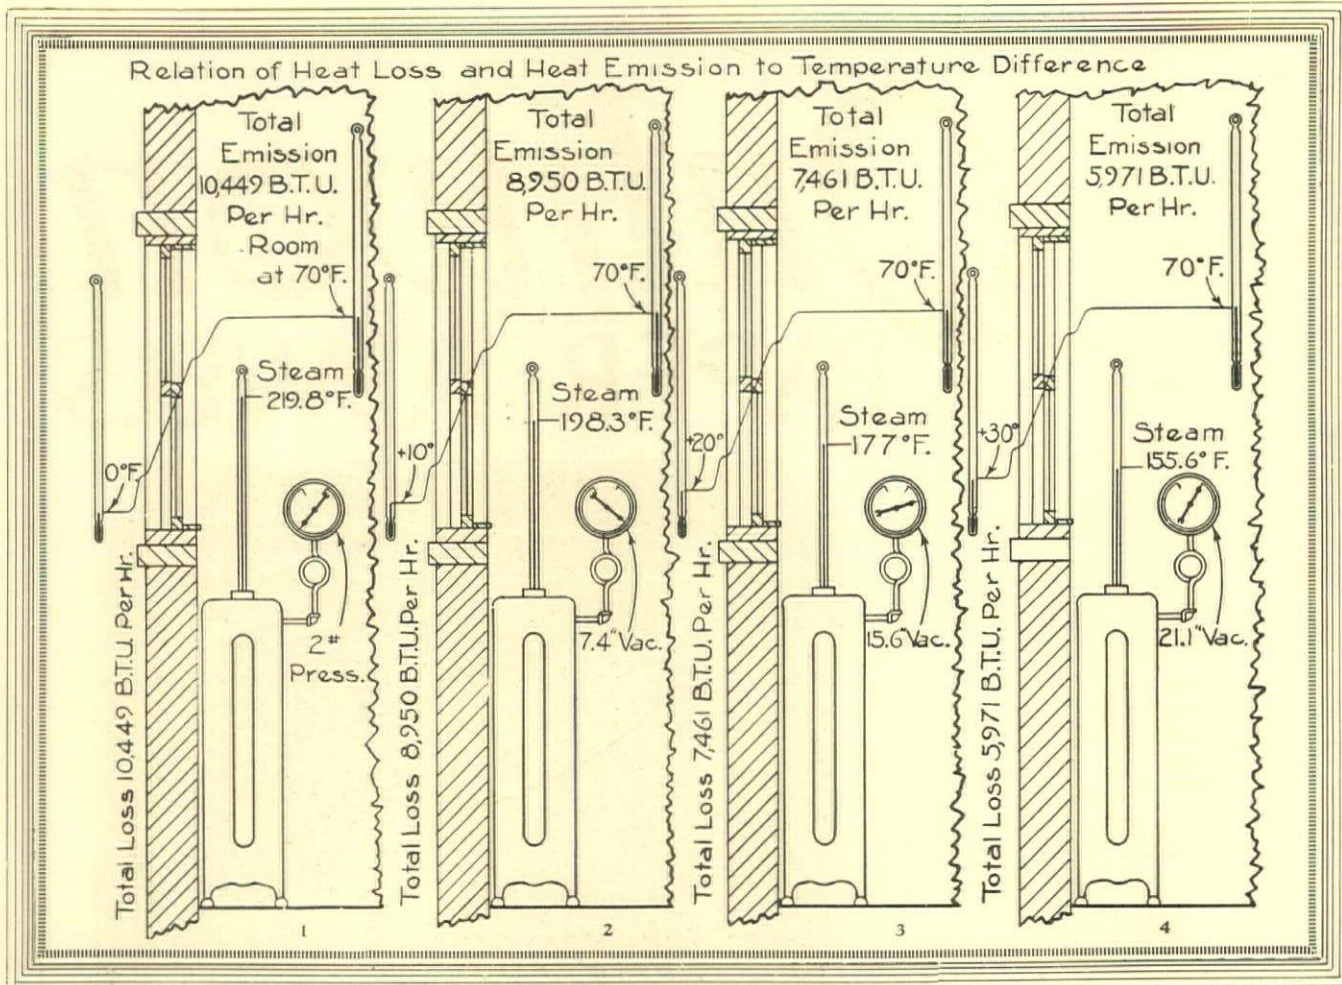 Relation of Heat Loss and Heat Emission to Temperature Difference
Total
Emission
10,449 B.T.U.
Per Hr.
Room
at 70°F.
Steam
219.8°F.
0°F.
2#
Press.
Total Loss 10,449 B.T.U. Per Hr.
1
Total
Emission
8,950 B.T.U.
Per Hr.
70°F.
Steam
198.3°F.
+10°
7.4" Vac.
Total Loss 8,950 B.T.U. Per Hr.
2
Total
Emission
7,461 B.T.U.
Per Hr.
70°F.
Steam
177°F.
+20°
15.6" Vac.
Total Loss 7,461 B.T.U. Per Hr.
3
Total
Emission
5,971 B.T.U.
Per Hr.
70°F.
Steam
155.6° F.
+30°
21.1" Vac.
Total Loss 5,971 B.T.U. Per Hr.
4